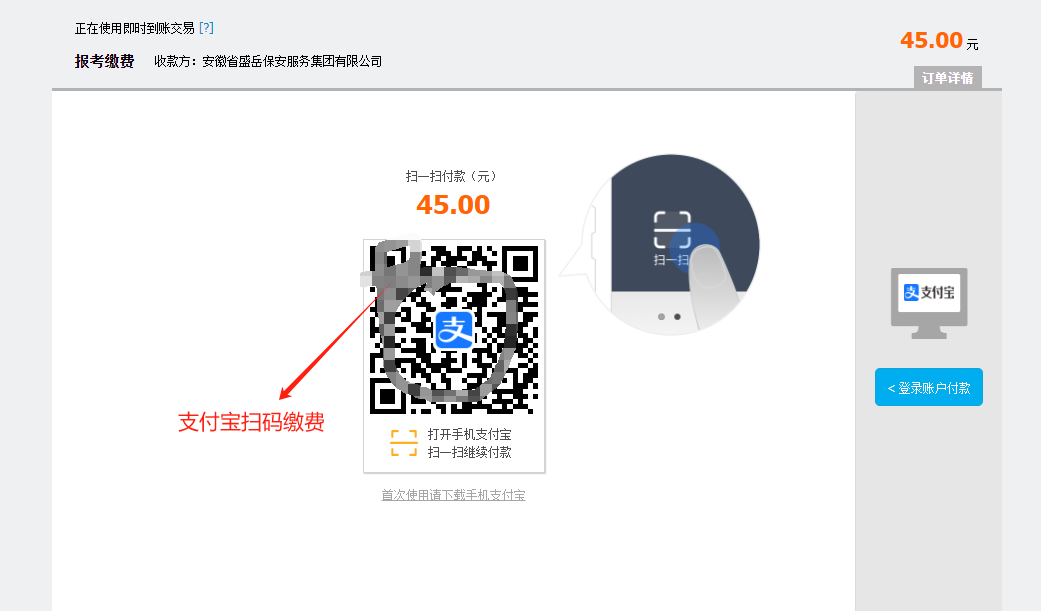 正在使用即时到账交易 [?]
45.00 元
报考缴费 收款方：安徽省盛岳保安服务集团有限公司
订单详情
扫一扫付款（元）
45.00
扫一扫
支
支付宝
< 登录账户付款
支付宝扫码缴费
打开手机支付宝
扫一扫继续付款
首次使用请下载手机支付宝